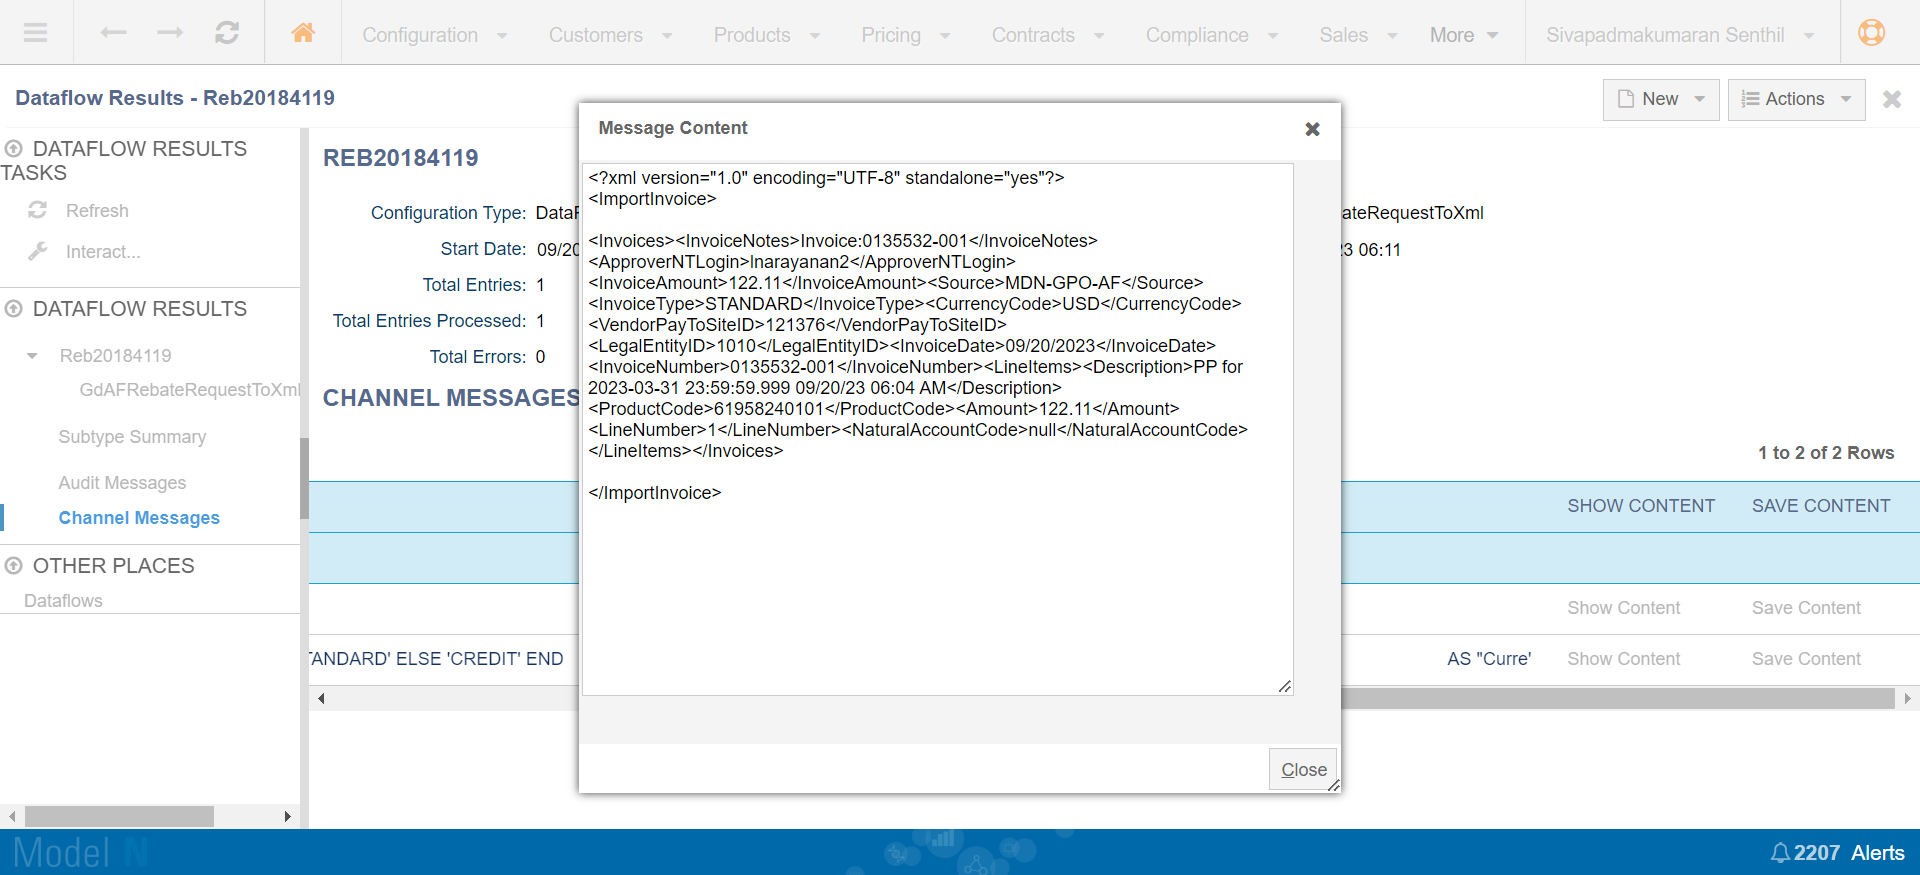 Configuration
Customers
Products
Pricing
Contracts
Compliance
Sales
More
Sivapadmakumaran Senthil
Dataflow Results - Reb20184119
New
Actions
DATAFLOW RESULTS
TASKS
Refresh
Interact...
DATAFLOW RESULTS
Reb20184119
GdAFRebateRequestToXml
Subtype Summary
Audit Messages
Channel Messages
OTHER PLACES
Dataflows
REB20184119
Configuration Type: DataF
ateRequestToXml
Start Date: 09/20
23 06:11
Total Entries: 1
Total Entries Processed: 1
Total Errors: 0
CHANNEL MESSAGES
1 to 2 of 2 Rows
SHOW CONTENT
SAVE CONTENT
Show Content
Save Content
TANDARD' ELSE 'CREDIT' END
AS "Curre'
Show Content
Save Content
Message Content
<?xml version="1.0" encoding="UTF-8" standalone="yes"?>
<ImportInvoice>
<Invoices><InvoiceNotes>Invoice:0135532-001</InvoiceNotes>
<ApproverNTLogin>lnarayanan2</ApproverNTLogin>
<InvoiceAmount>122.11</InvoiceAmount><Source>MDN-GPO-AF</Source>
<InvoiceType>STANDARD</InvoiceType><CurrencyCode>USD</CurrencyCode>
<VendorPayToSiteID>121376</VendorPayToSiteID>
<LegalEntityID>1010</LegalEntityID><InvoiceDate>09/20/2023</InvoiceDate>
<InvoiceNumber>0135532-001</InvoiceNumber><LineItems><Description>PP for
2023-03-31 23:59:59.999 09/20/23 06:04 AM</Description>
<ProductCode>61958240101</ProductCode><Amount>122.11</Amount>
<LineNumber>1</LineNumber><NaturalAccountCode>null</NaturalAccountCode>
</LineItems></Invoices>
</ImportInvoice>
Close
Model N
2207 Alerts